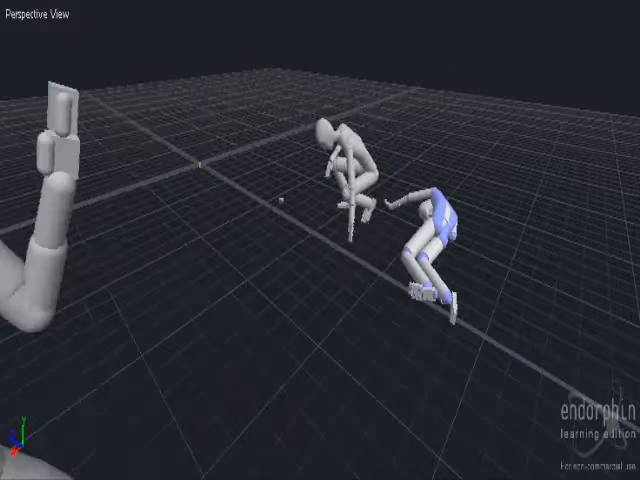 Perspective View
endorphin
learning edition
For non-commercial use